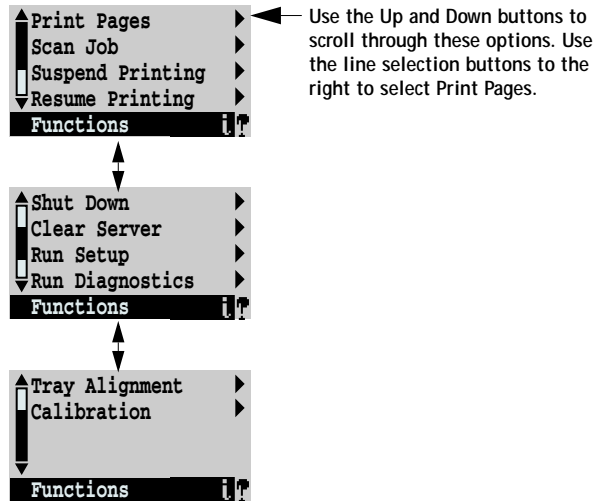 Print Pages
Scan Job
Suspend Printing
Resume Printing
Functions
Use the Up and Down buttons to
scroll through these options. Use
the line selection buttons to the
right to select Print Pages.
Shut Down
Clear Server
Run Setup
Run Diagnostics
Functions
Tray Alignment
Calibration
Functions